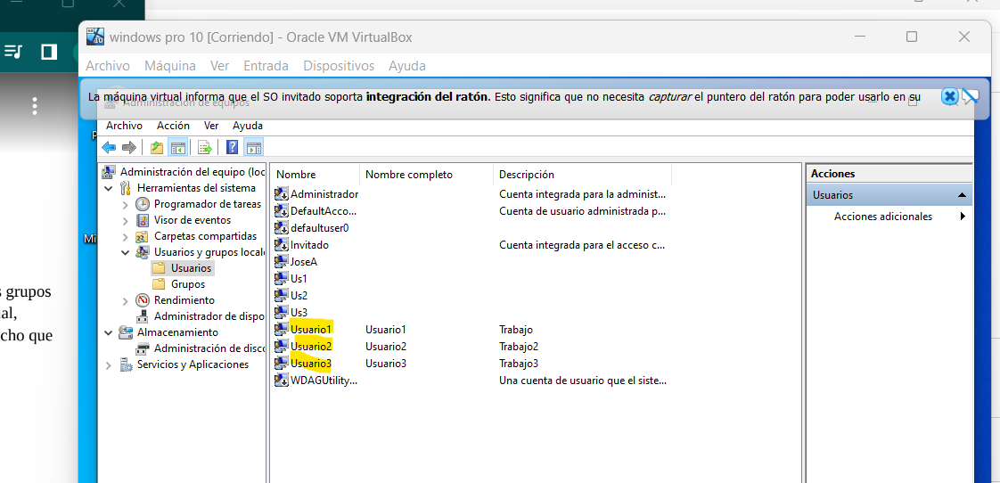 windows pro 10 [Corriendo] - Oracle VM VirtualBox
Archivo Máquina Ver Entrada Dispositivos Ayuda
La máquina virtual informa que el SO invitado soporta integración del ratón. Esto significa que no necesita capturar el puntero del ratón para poder usarlo en su
Administración de equipos
Archivo Acción Ver Ayuda
Administración del equipo (loc
Herramientas del sistema
Programador de tareas
Visor de eventos
Carpetas compartidas
Usuarios y grupos local
Usuarios
Grupos
Rendimiento
Administrador de dispo
Almacenamiento
Administración de disc
Servicios y Aplicaciones
Nombre Nombre completo Descripción
Administrador Cuenta integrada para la administ...
DefaultAcco... Cuenta de usuario administrada p...
defaultuser0
Invitado Cuenta integrada para el acceso c...
JoseA
Us1
Us2
Us3
Usuario1 Usuario1 Trabajo
Usuario2 Usuario2 Trabajo2
Usuario3 Usuario3 Trabajo3
WDAGUtility... Una cuenta de usuario que el siste...
Acciones
Usuarios
Acciones adicionales
P
Mi
s grupos
al,
cho que